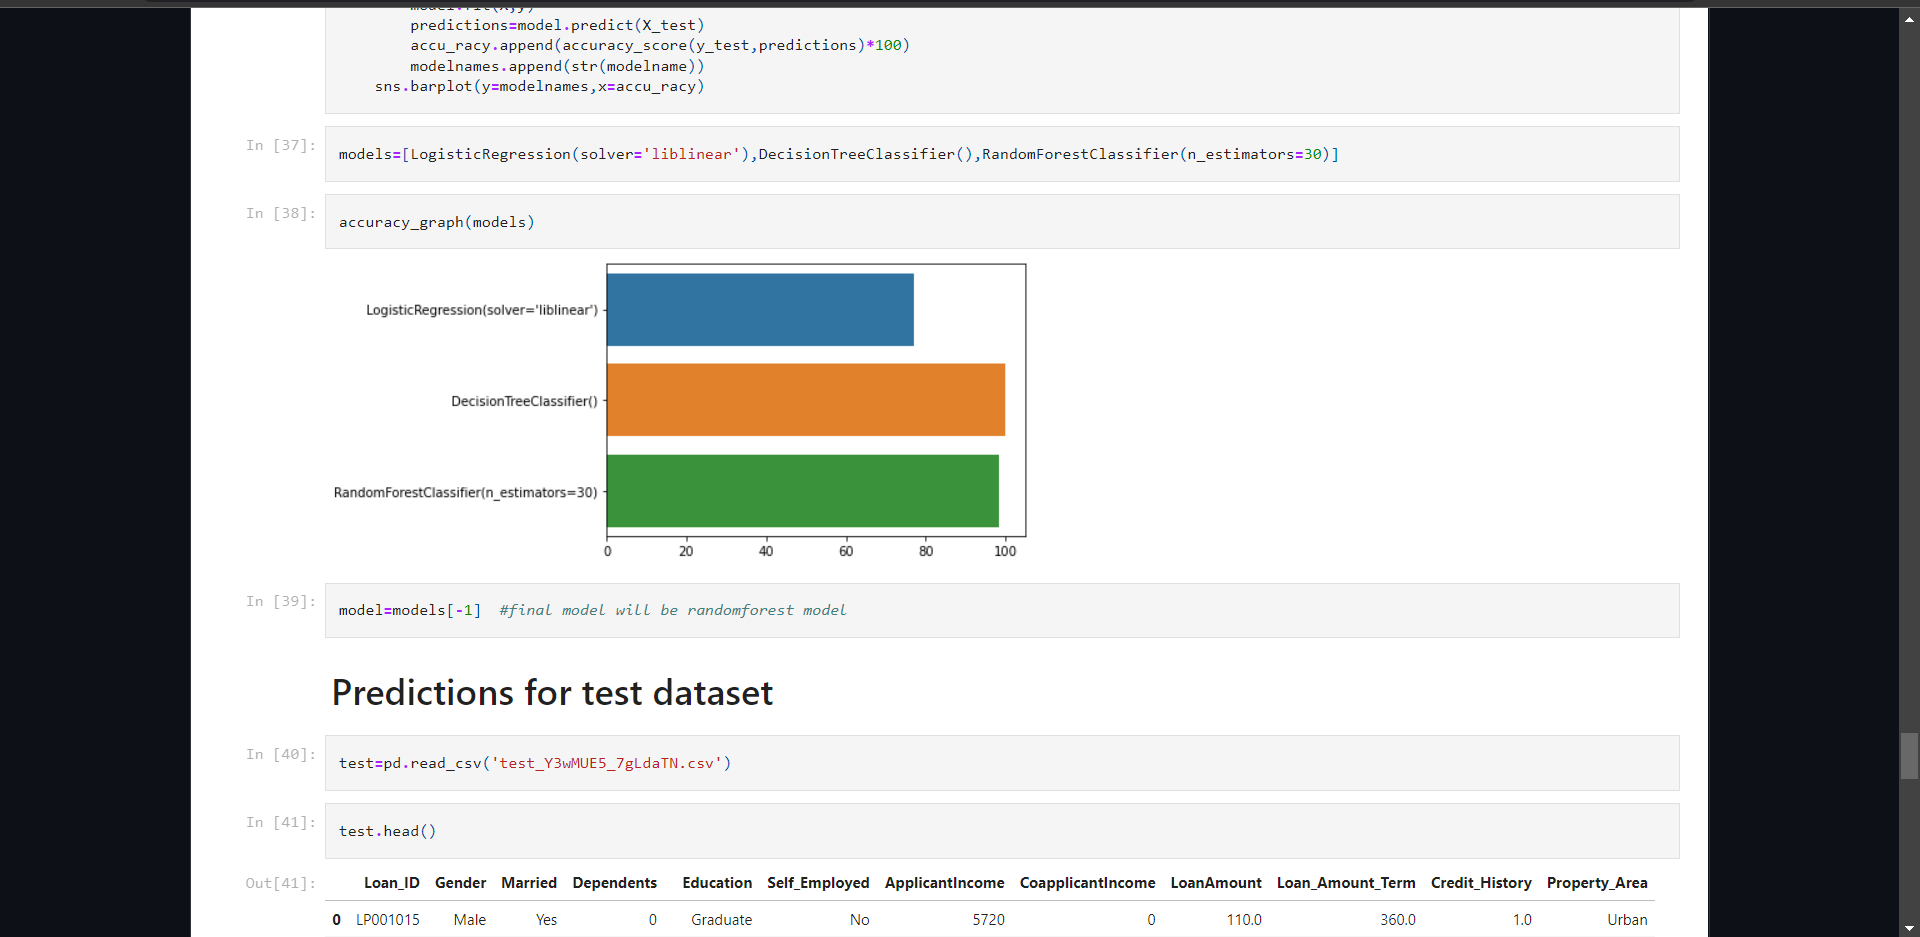 model.fit(X,y)
predictions=model.predict(X_test)
accu_racy.append(accuracy_score(y_test,predictions)*100)
modelnames.append(str(modelname))
sns.barplot(y=modelnames,x=accu_racy)
In [37]:
models=[LogisticRegression(solver='liblinear'),DecisionTreeClassifier(),RandomForestClassifier(n_estimators=30)]
In [38]:
accuracy_graph(models)
LogisticRegression(solver='liblinear')
DecisionTreeClassifier()
RandomForestClassifier(n_estimators=30)
0 20 40 60 80 100
In [39]:
model=models[-1]  #final model will be randomforest model
Predictions for test dataset
In [40]:
test=pd.read_csv('test_Y3wMUE5_7gLdaTN.csv')
In [41]:
test.head()
Out[41]:
Loan_ID Gender Married Dependents Education Self_Employed ApplicantIncome CoapplicantIncome LoanAmount Loan_Amount_Term Credit_History Property_Area
0 LP001015 Male Yes 0 Graduate No 5720 0 110.0 360.0 1.0 Urban